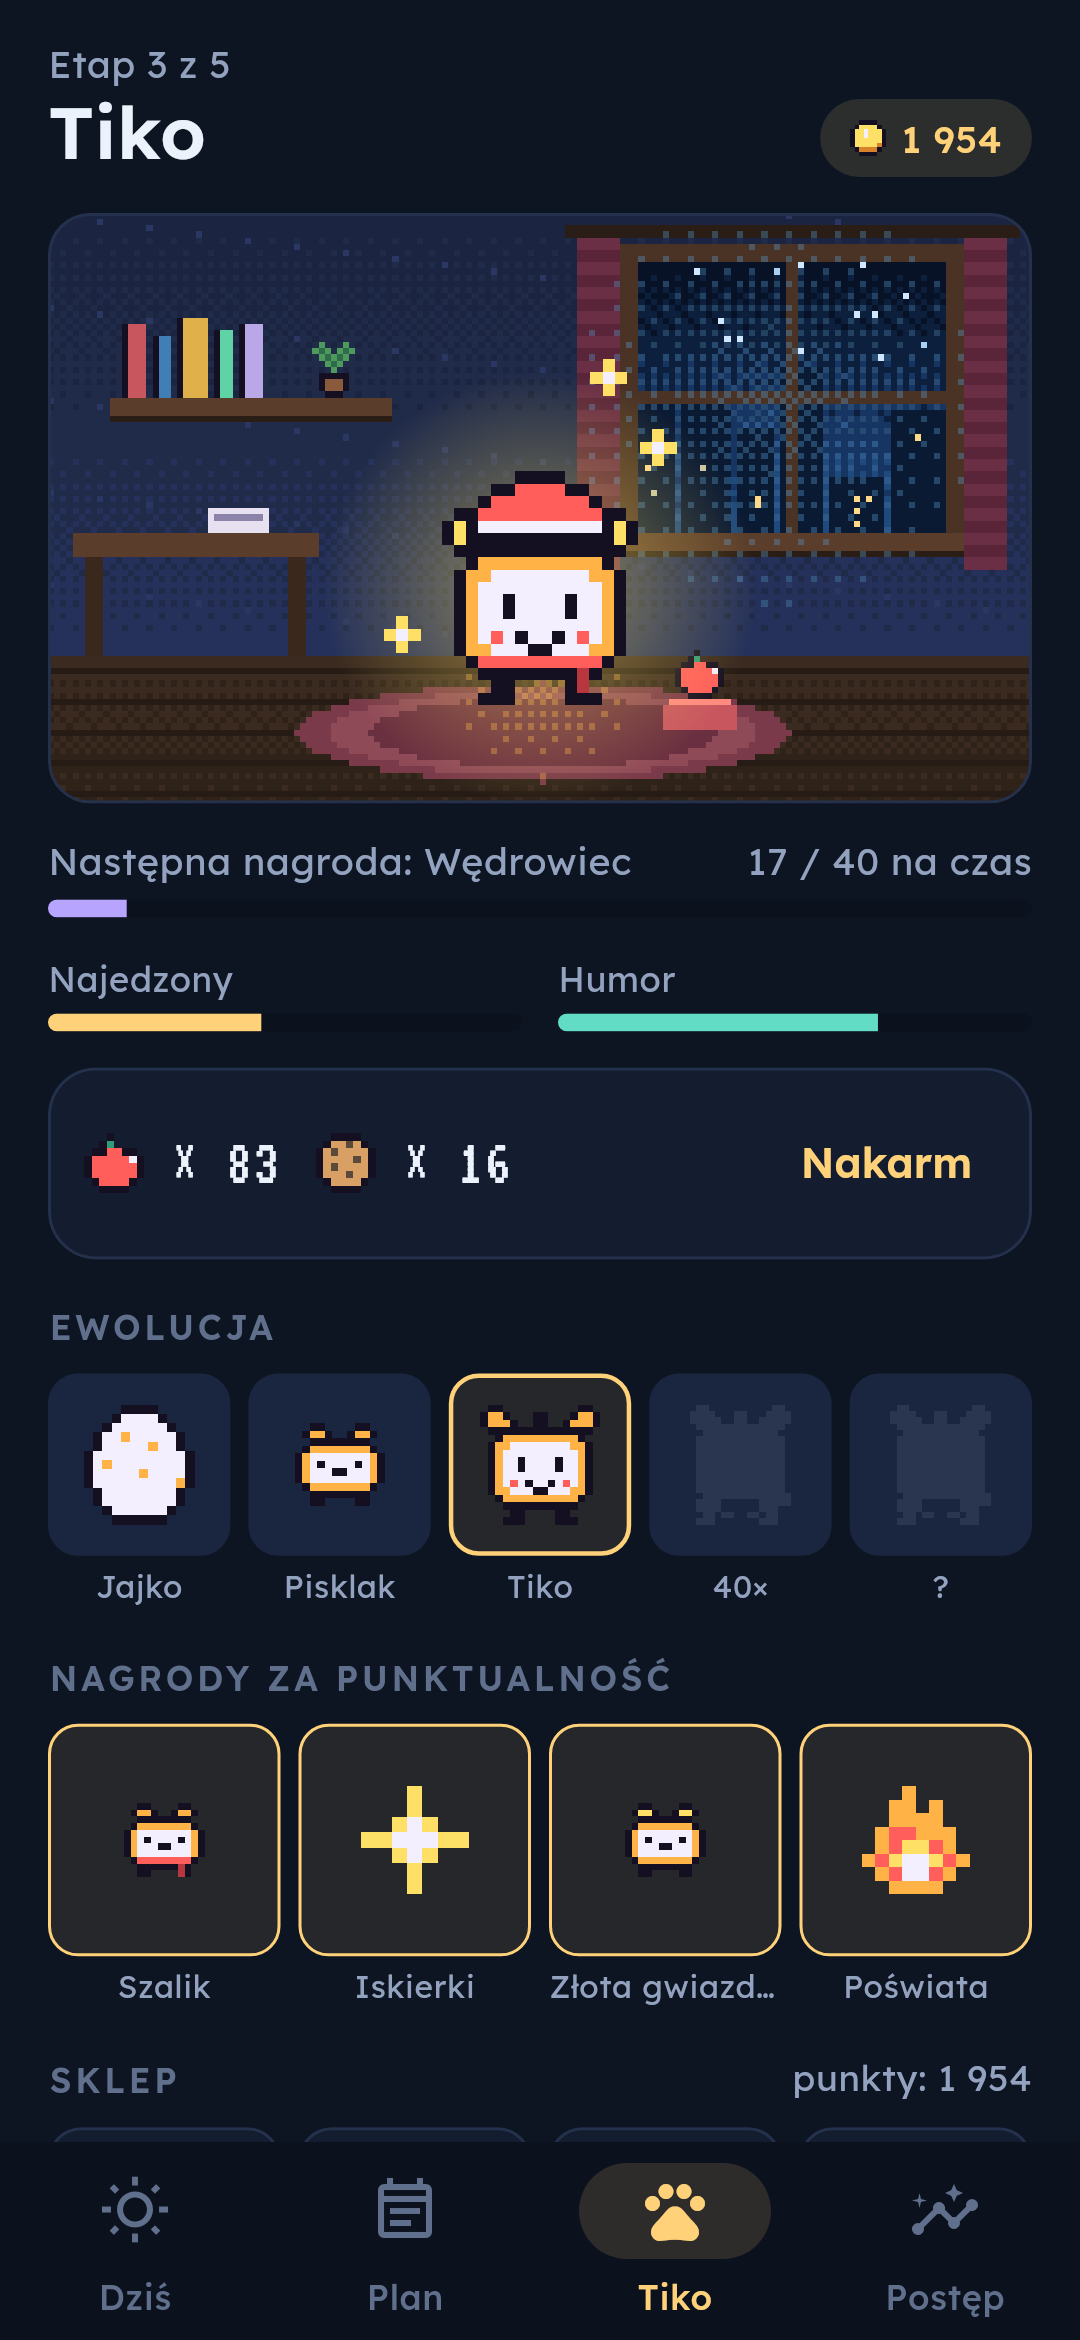 Etap 3 z 5
Tiko
1 954
Następna nagroda: Wędrowiec
17 / 40 na czas
Najedzony
Humor
X 83
X 16
Nakarm
EWOLUCJA
Jajko
Pisklak
Tiko
40×
?
NAGRODY ZA PUNKTUALNOŚĆ
Szalik
Iskierki
Złota gwiazd...
Poświata
SKLEP
punkty: 1 954
Dziś
Plan
Tiko
Postęp